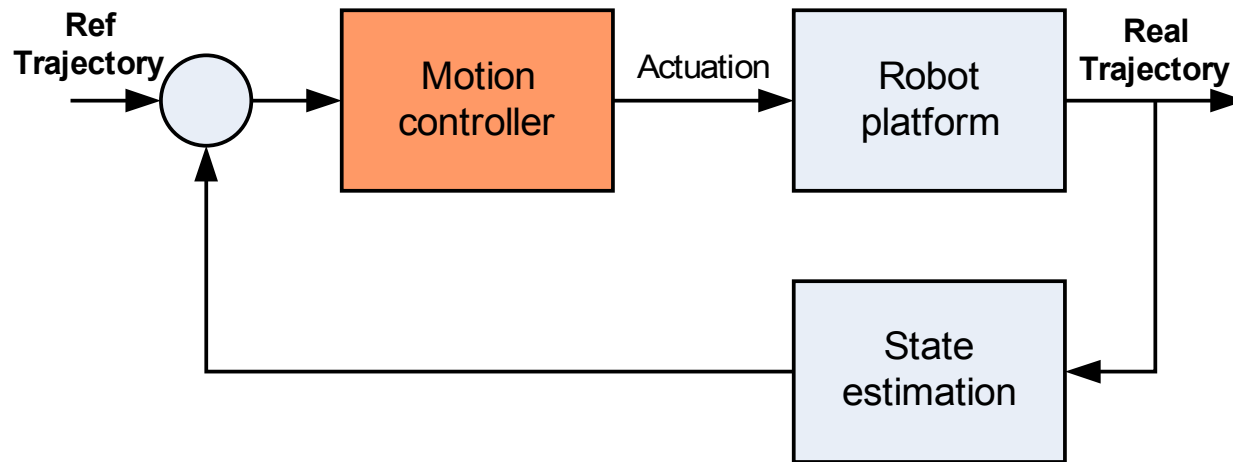 Ref
Trajectory
Motion
controller
Actuation
Robot
platform
Real
Trajectory
State
estimation